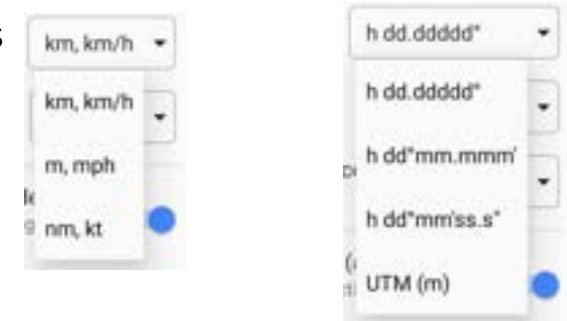 km, km/h
km, km/h
m, mph
nm, kt
h dd.ddddd°
h dd.ddddd°
h dd°mm.mmm'
h dd°mm'ss.s"
UTM (m)